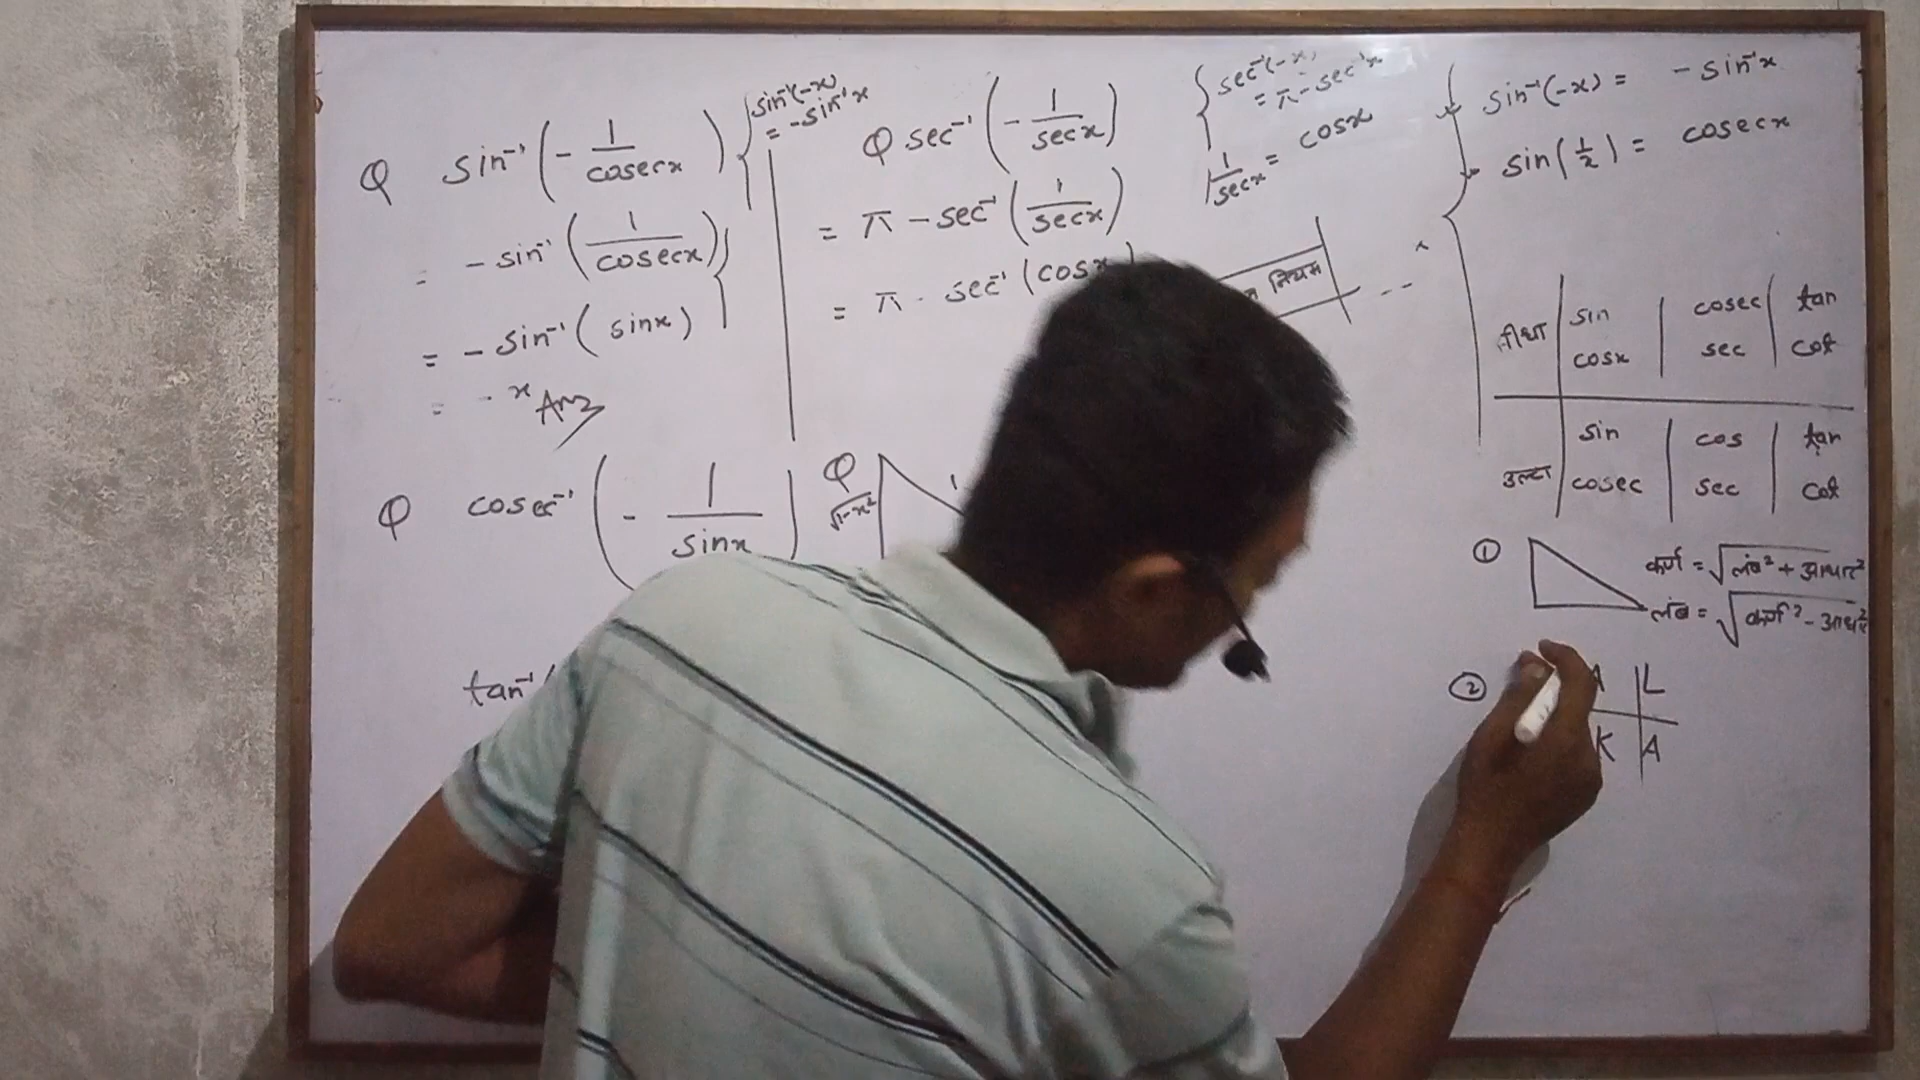 Q sin⁻¹(-1/cosecx)
= -sin⁻¹(1/cosecx)
= -sin⁻¹(sinx)
= -x Ans
sin⁻¹(-x)
= -sin⁻¹x
Q sec⁻¹(-1/secx)
= π - sec⁻¹(1/secx)
= π - sec⁻¹(cosx
sec⁻¹(-x)
= π - sec⁻¹x
1/secx = cosx
नियम
sin⁻¹(-x) = -sin⁻¹x
sin(1/x) = cosecx
sin | cosec | tan
cosx | sec | cot
sin | cos | tan
उल्टा cosec | sec | cot
Q cosec⁻¹(-1/sinx)
Q
√1-x² 1
tan⁻¹
① कर्ण = √लंब² + आधार²
लंब = √कर्ण² - आधार²
② A | L
K | A